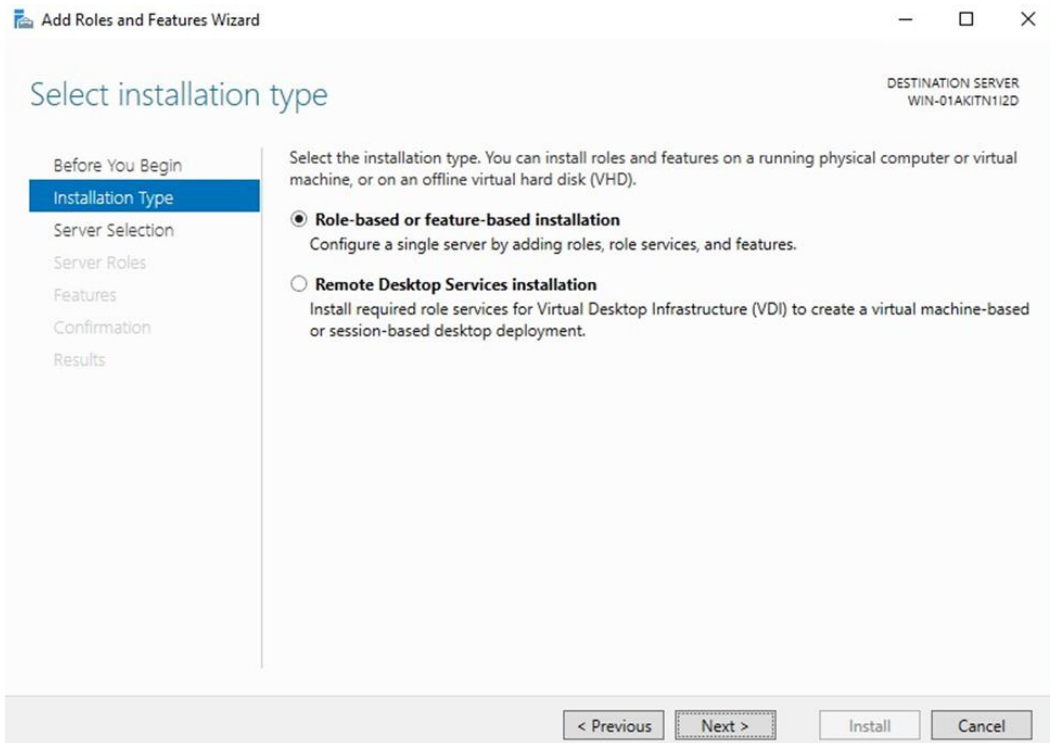 Add Roles and Features Wizard
Select installation type
DESTINATION SERVER
WIN-01AKITN1I2D
Before You Begin
Installation Type
Server Selection
Server Roles
Features
Confirmation
Results
Select the installation type. You can install roles and features on a running physical computer or virtual
machine, or on an offline virtual hard disk (VHD).
Role-based or feature-based installation
Configure a single server by adding roles, role services, and features.
Remote Desktop Services installation
Install required role services for Virtual Desktop Infrastructure (VDI) to create a virtual machine-based
or session-based desktop deployment.
< Previous
Next >
Install
Cancel